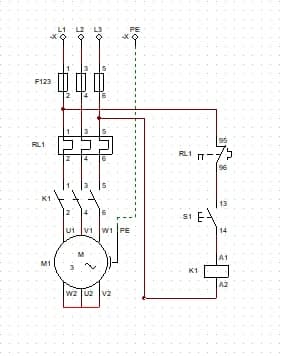 L1 L2 L3 PE
-X -X
1 3 5
F123
2 4 6
1 3 5
RL1
2 4 6
95
RL1
96
1 3 5
K1
2 4 6
13
S1
14
U1 V1 W1 PE
M
M1
3
W2 U2 V2
A1
K1
A2